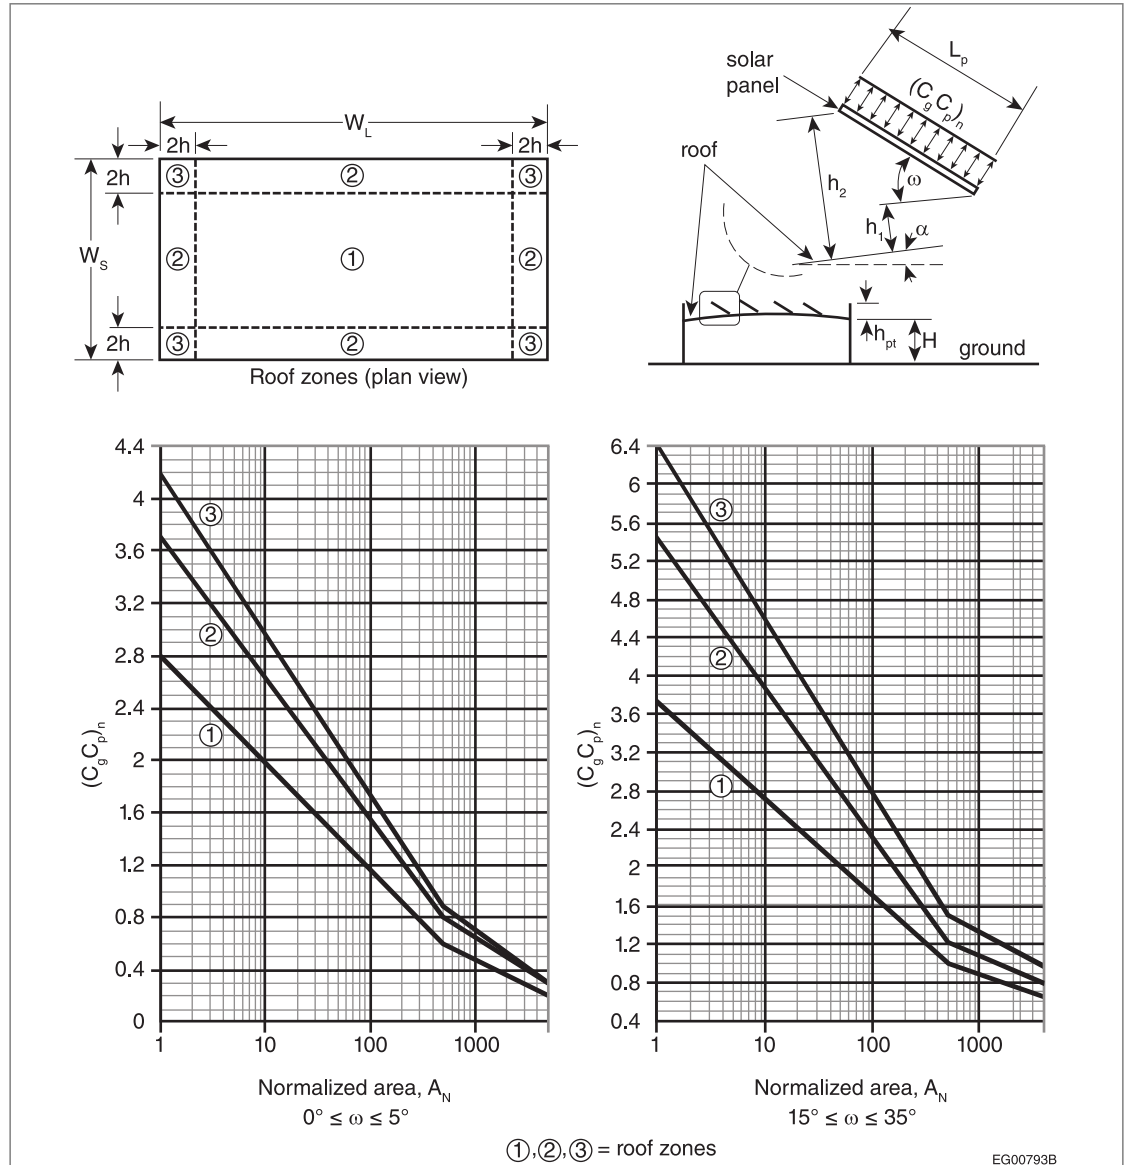 W_L
2h
2h
③ ② ③
2h
W_S
② ① ②
2h
③ ② ③
Roof zones (plan view)
L_p
solar
panel
(C_g C_p)_n
roof
ω
h_2
h_1
α
h_pt
H
ground
4.4
4
3.6
3.2
2.8
2.4
2
1.6
1.2
0.8
0.4
0
(C_g C_p)_n
③
②
①
1 10 100 1000
Normalized area, A_N
0° ≤ ω ≤ 5°
6.4
6
5.6
5.2
4.8
4.4
4
3.6
3.2
2.8
2.4
2
1.6
1.2
0.8
0.4
(C_g C_p)_n
③
②
①
1 10 100 1000
Normalized area, A_N
15° ≤ ω ≤ 35°
①,②,③ = roof zones
EG00793B